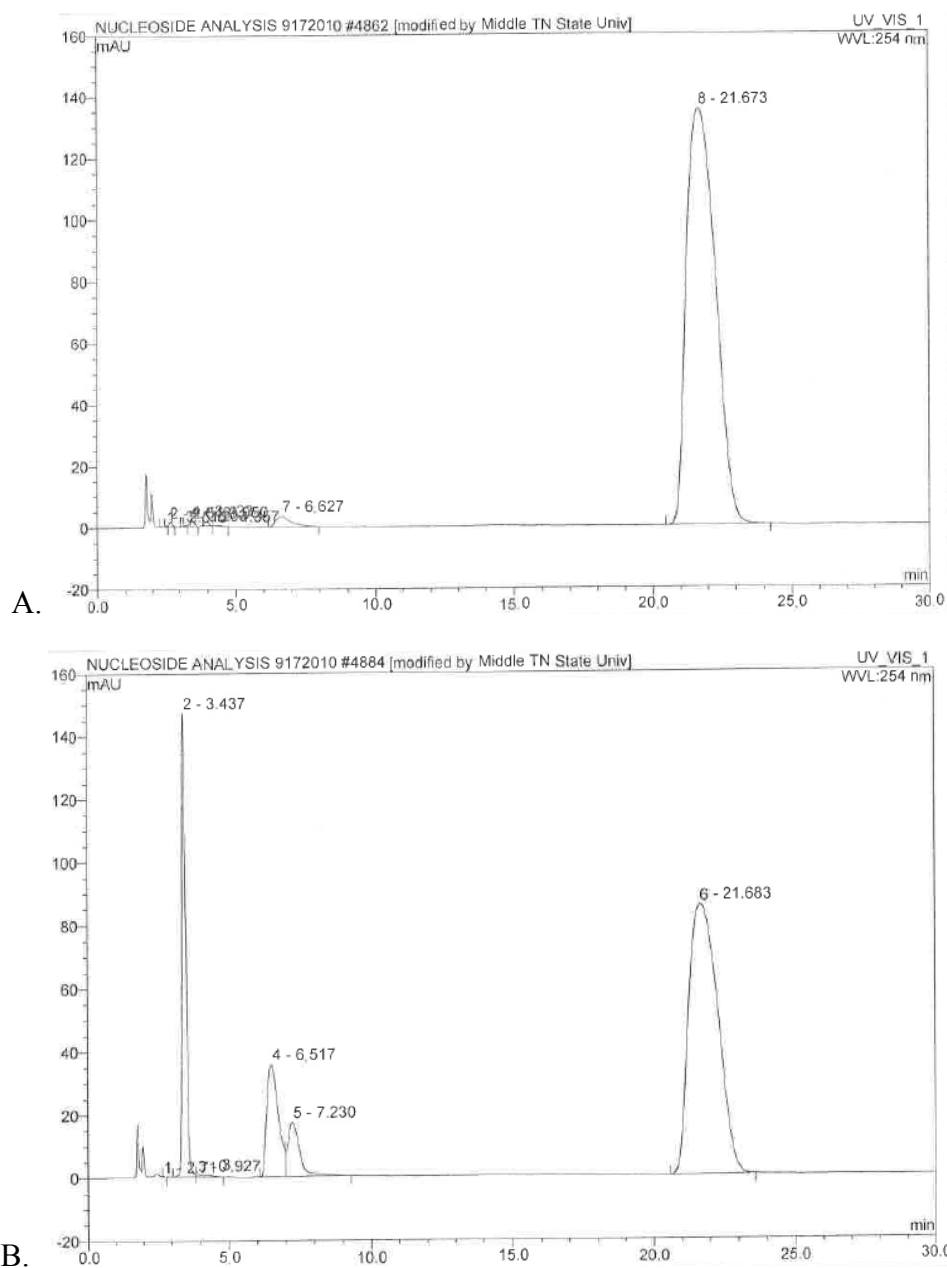 NUCLEOSIDE ANALYSIS 9172010 #4862 [modified by Middle TN State Univ] UV_VIS_1
160 mAU WVL:254 nm
140
8 - 21.673
120
100
80
60
40
20
7 - 6,627
0
min
-20
0.0 5.0 10.0 15.0 20.0 25.0 30.0
A.
NUCLEOSIDE ANALYSIS 9172010 #4884 [modified by Middle TN State Univ] UV_VIS_1
160 mAU WVL:254 nm
2 - 3.437
140
120
100
6 - 21.683
80
60
40
4 - 6,517
20
5 - 7.230
0
min
-20
0.0 5.0 10.0 15.0 20.0 25.0 30.0
B.